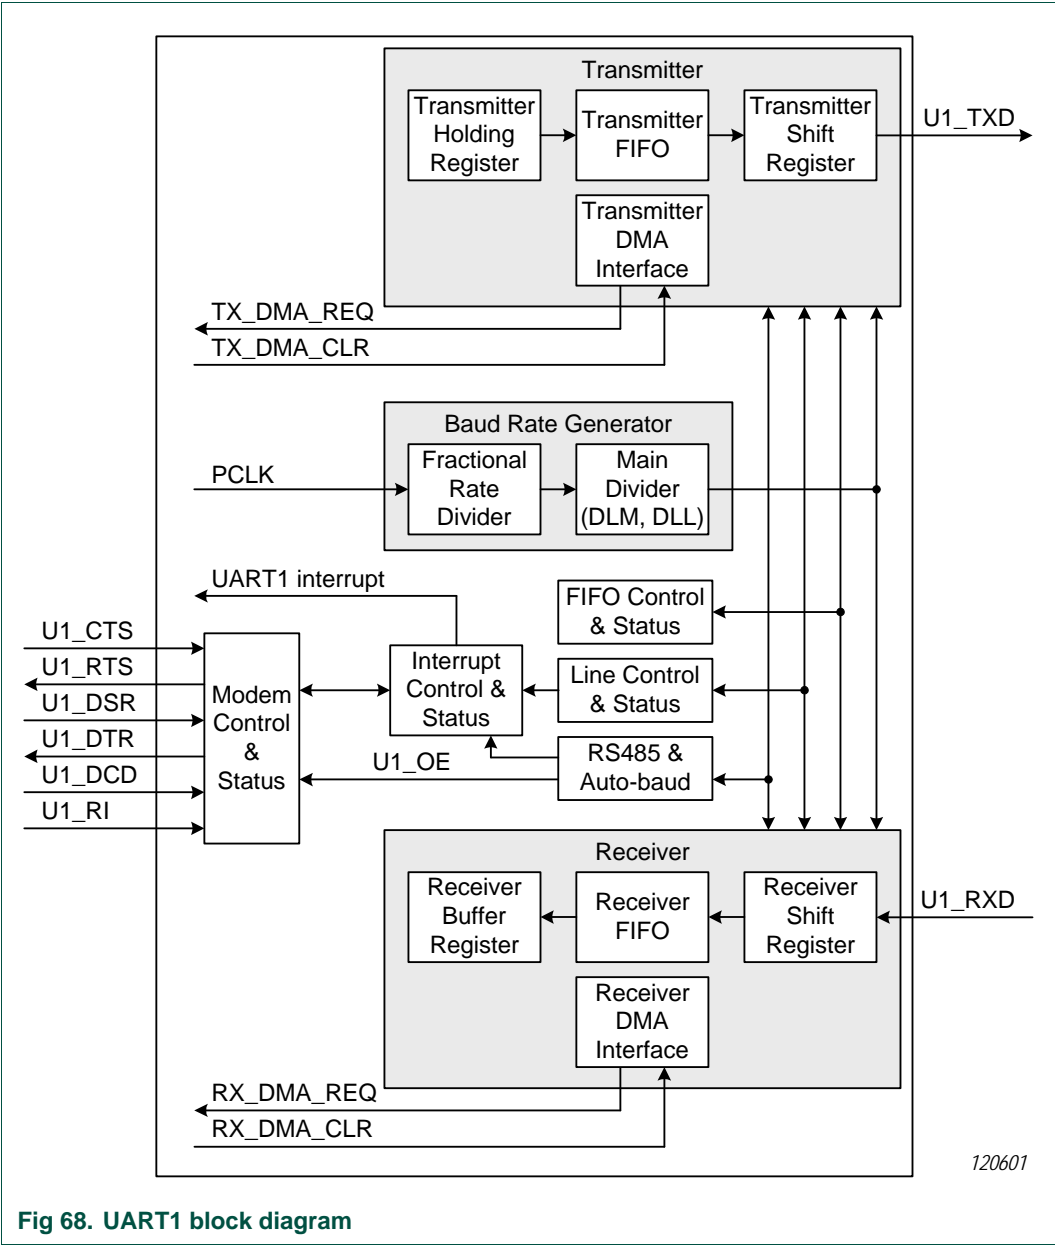 Transmitter
Transmitter
Holding
Register
Transmitter
FIFO
Transmitter
Shift
Register
U1_TXD
Transmitter
DMA
Interface
TX_DMA_REQ
TX_DMA_CLR
Baud Rate Generator
PCLK
Fractional
Rate
Divider
Main
Divider
(DLM, DLL)
UART1 interrupt
FIFO Control
& Status
U1_CTS
U1_RTS
U1_DSR
U1_DTR
U1_DCD
U1_RI
Modem
Control
&
Status
Interrupt
Control &
Status
Line Control
& Status
U1_OE
RS485 &
Auto-baud
Receiver
Receiver
Buffer
Register
Receiver
FIFO
Receiver
Shift
Register
U1_RXD
Receiver
DMA
Interface
RX_DMA_REQ
RX_DMA_CLR
120601
Fig 68. UART1 block diagram